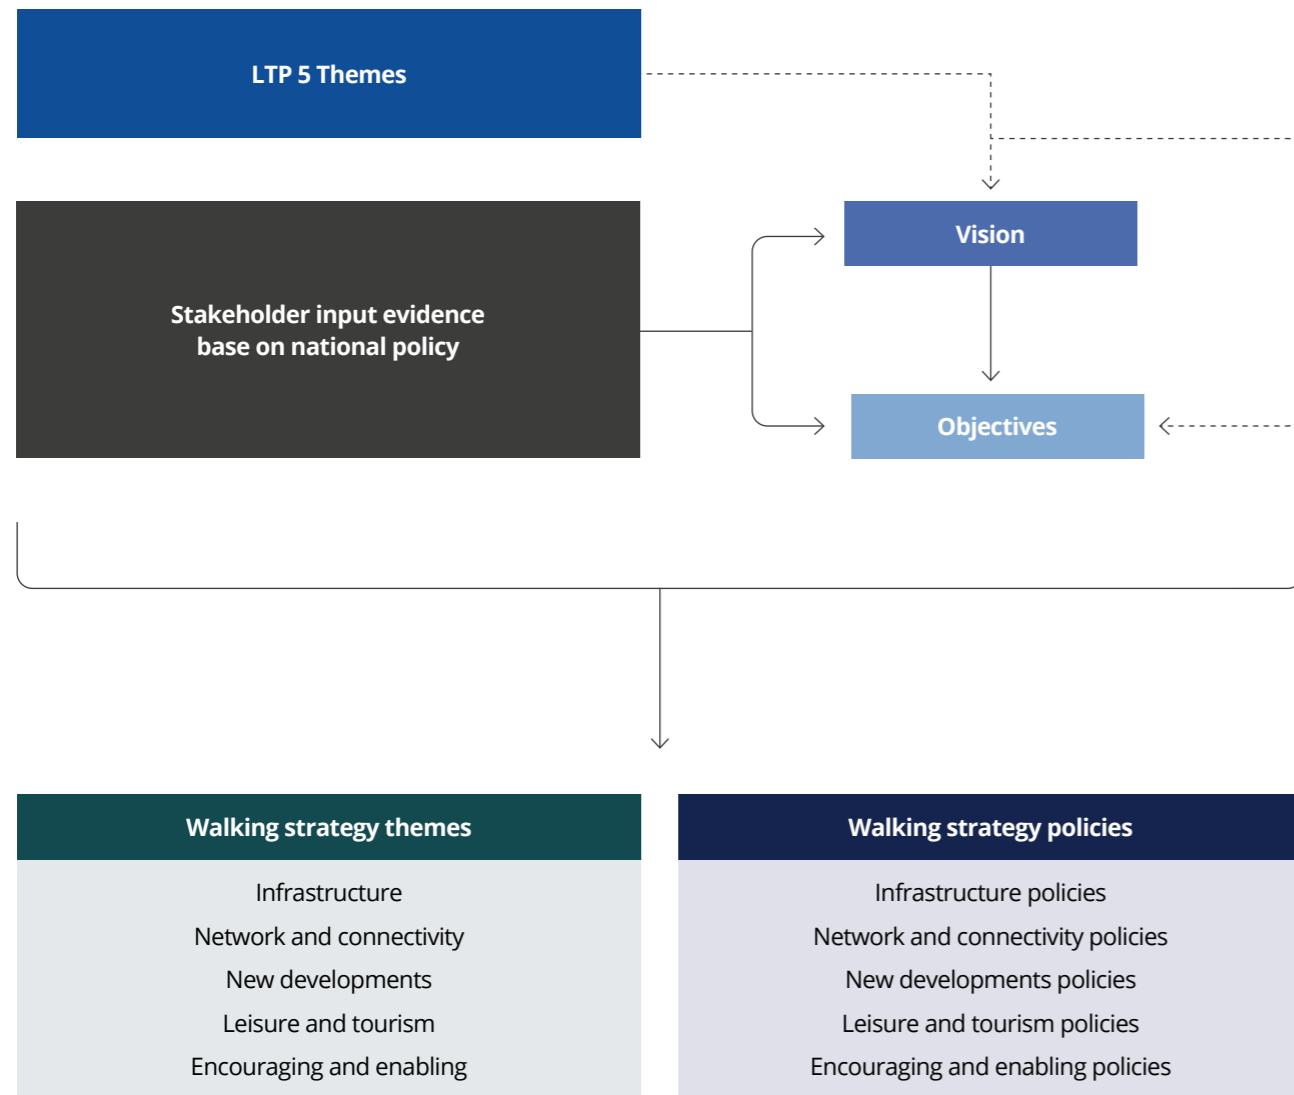 LTP 5 Themes
Vision
Stakeholder input evidence
base on national policy
Objectives
Walking strategy themes
Infrastructure
Network and connectivity
New developments
Leisure and tourism
Encouraging and enabling
Walking strategy policies
Infrastructure policies
Network and connectivity policies
New developments policies
Leisure and tourism policies
Encouraging and enabling policies